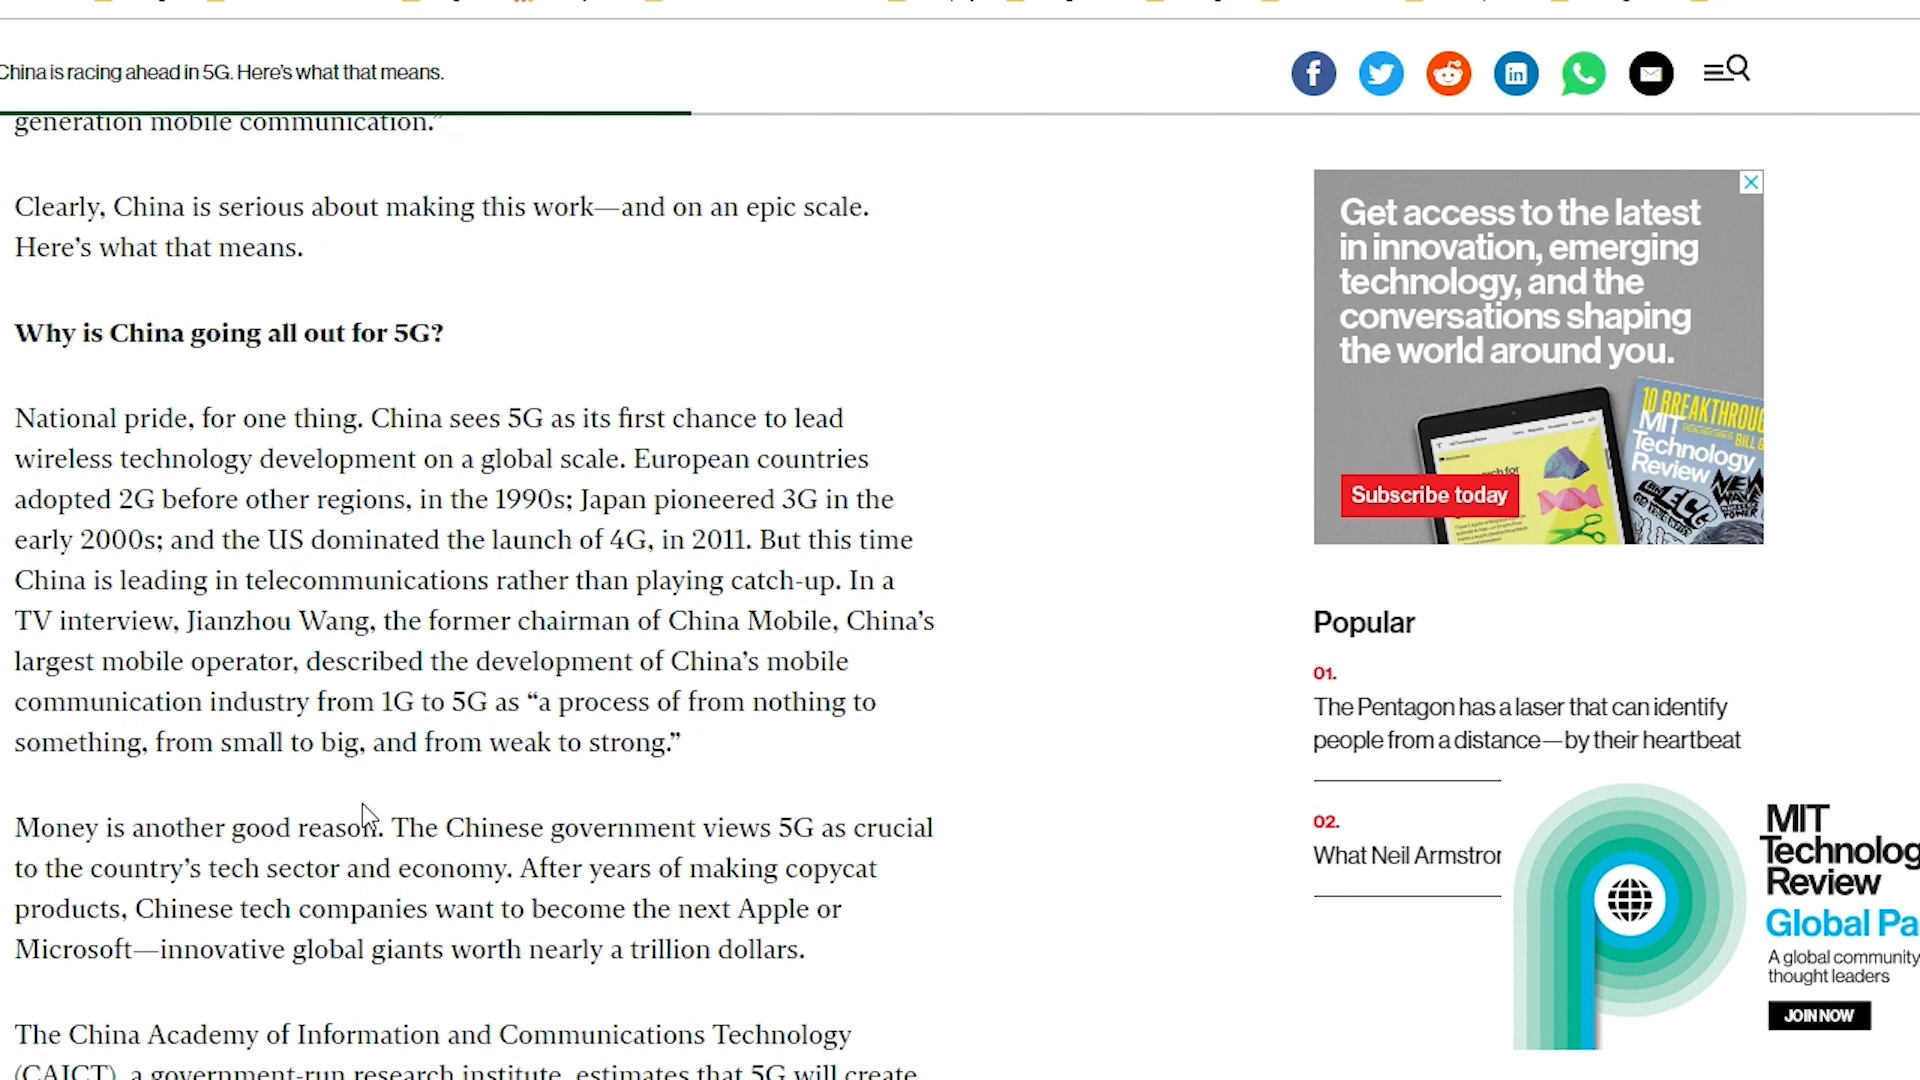 China is racing ahead in 5G. Here's what that means.
generation mobile communication.”
Clearly, China is serious about making this work—and on an epic scale.
Here’s what that means.
Why is China going all out for 5G?
National pride, for one thing. China sees 5G as its first chance to lead
wireless technology development on a global scale. European countries
adopted 2G before other regions, in the 1990s; Japan pioneered 3G in the
early 2000s; and the US dominated the launch of 4G, in 2011. But this time
China is leading in telecommunications rather than playing catch-up. In a
TV interview, Jianzhou Wang, the former chairman of China Mobile, China’s
largest mobile operator, described the development of China’s mobile
communication industry from 1G to 5G as “a process of from nothing to
something, from small to big, and from weak to strong.”
Money is another good reason. The Chinese government views 5G as crucial
to the country’s tech sector and economy. After years of making copycat
products, Chinese tech companies want to become the next Apple or
Microsoft—innovative global giants worth nearly a trillion dollars.
The China Academy of Information and Communications Technology
(CAICT), a government-run research institute, estimates that 5G will create
Get access to the latest
in innovation, emerging
technology, and the
conversations shaping
the world around you.
Subscribe today
10 BREAKTHROUG
BILL G
MIT
Technology
Review
Popular
01.
The Pentagon has a laser that can identify
people from a distance—by their heartbeat
02.
What Neil Armstror
MIT
Technolog
Review
Global Pa
A global community
thought leaders
JOIN NOW